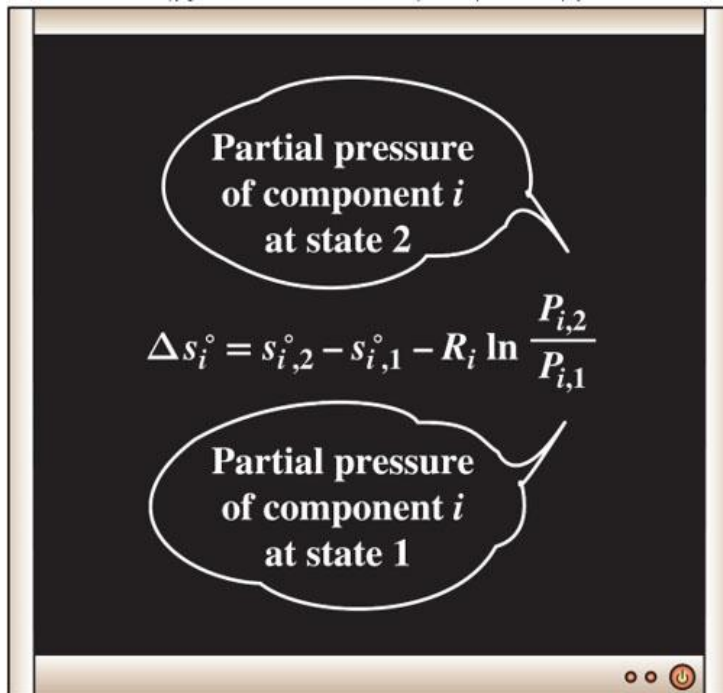 Partial pressure
of component i
at state 2
Δs°i = s°i,2 − s°i,1 − Ri ln Pi,2/Pi,1
Partial pressure
of component i
at state 1